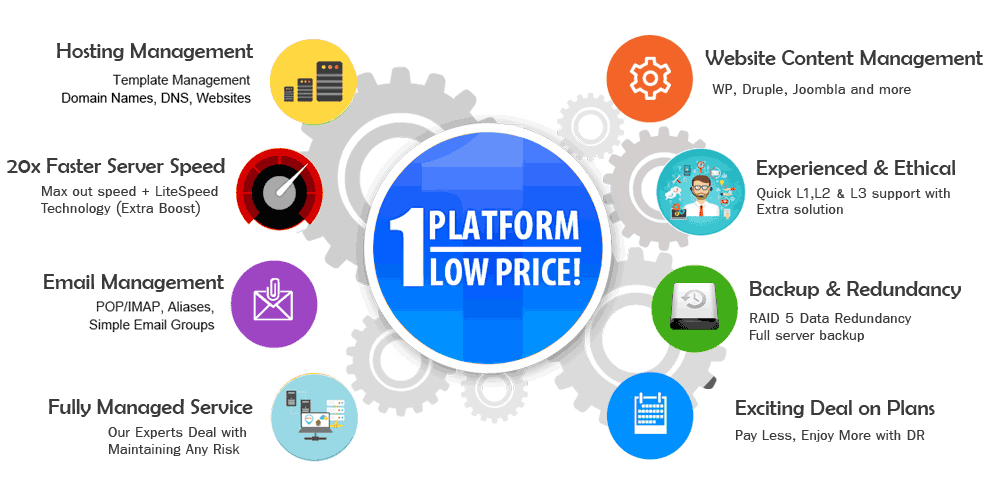 Hosting Management
Template Management
Domain Names, DNS, Websites
20x Faster Server Speed
Max out speed + LiteSpeed
Technology (Extra Boost)
Email Management
POP/IMAP, Aliases,
Simple Email Groups
Fully Managed Service
Our Experts Deal with
Maintaining Any Risk
1 PLATFORM
LOW PRICE!
Website Content Management
WP, Druple, Joombla and more
Experienced & Ethical
Quick L1,L2 & L3 support with
Extra solution
Backup & Redundancy
RAID 5 Data Redundancy
Full server backup
Exciting Deal on Plans
Pay Less, Enjoy More with DR